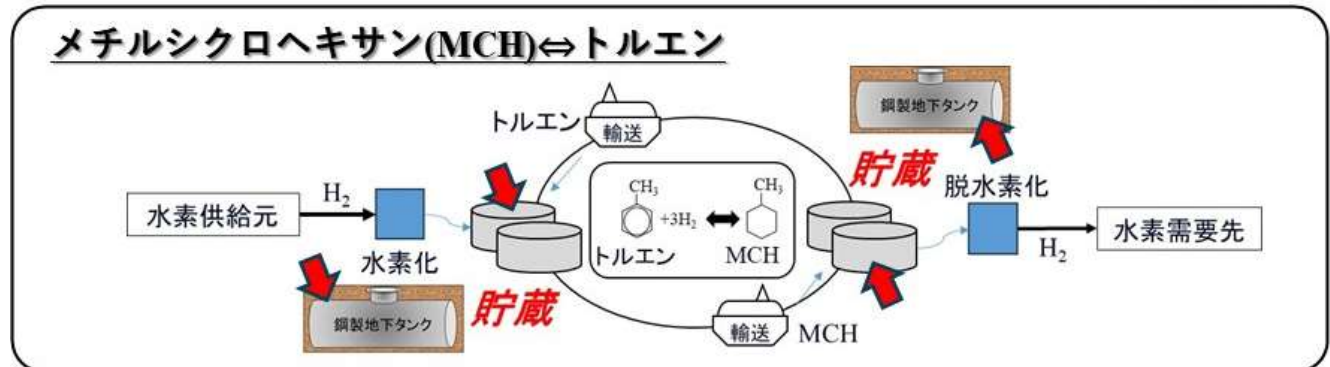 メチルシクロヘキサン(MCH)⇔トルエン
トルエン
輸送
鋼製地下タンク
貯蔵
脱水素化
水素供給元
H2
水素化
CH3
+3H2
トルエン
CH3
MCH
H2
水素需要先
鋼製地下タンク
貯蔵
輸送
MCH